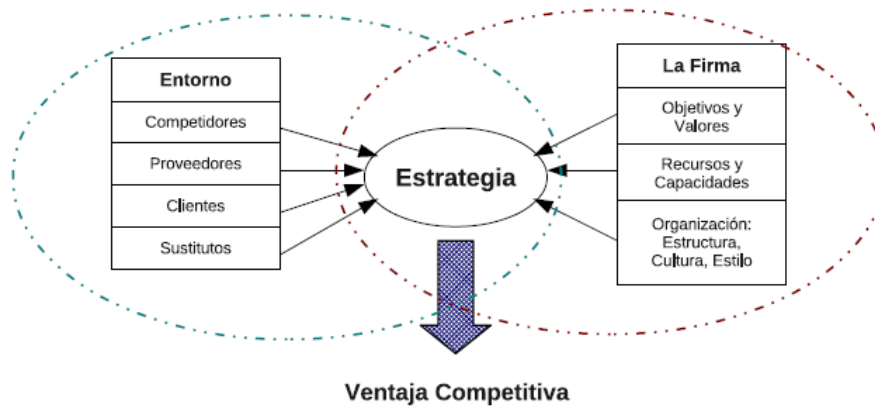 Entorno
Competidores
Proveedores
Clientes
Sustitutos
Estrategia
La Firma
Objetivos y
Valores
Recursos y
Capacidades
Organización:
Estructura,
Cultura, Estilo
Ventaja Competitiva